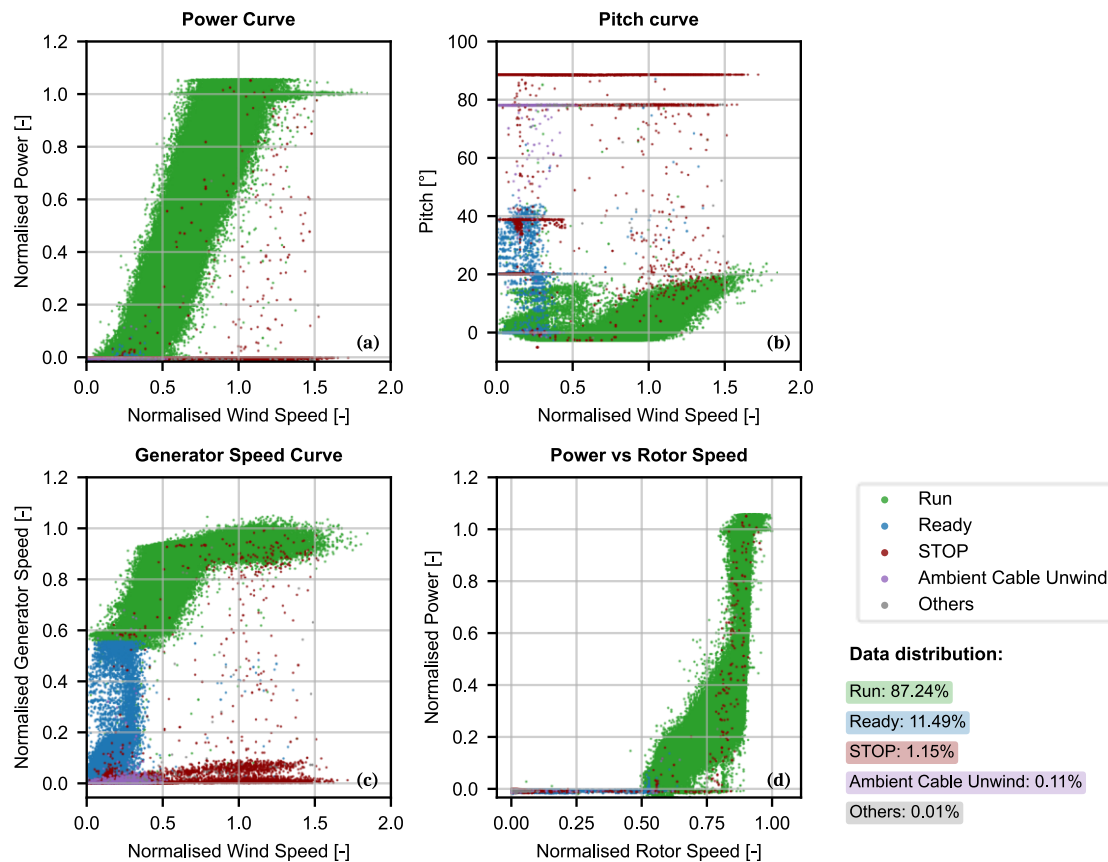 Power Curve
Normalised Power [-]
1.2
1.0
0.8
0.6
0.4
0.2
0.0
(a)
0.0 0.5 1.0 1.5 2.0
Normalised Wind Speed [-]
Pitch curve
Pitch [°]
100
80
60
40
20
0
(b)
0.0 0.5 1.0 1.5 2.0
Normalised Wind Speed [-]
Generator Speed Curve
Normalised Generator Speed [-]
1.2
1.0
0.8
0.6
0.4
0.2
0.0
(c)
0.0 0.5 1.0 1.5 2.0
Normalised Wind Speed [-]
Power vs Rotor Speed
Normalised Power [-]
1.2
1.0
0.8
0.6
0.4
0.2
0.0
(d)
0.00 0.25 0.50 0.75 1.00
Normalised Rotor Speed [-]
Run
Ready
STOP
Ambient Cable Unwind
Others
Data distribution:
Run: 87.24%
Ready: 11.49%
STOP: 1.15%
Ambient Cable Unwind: 0.11%
Others: 0.01%